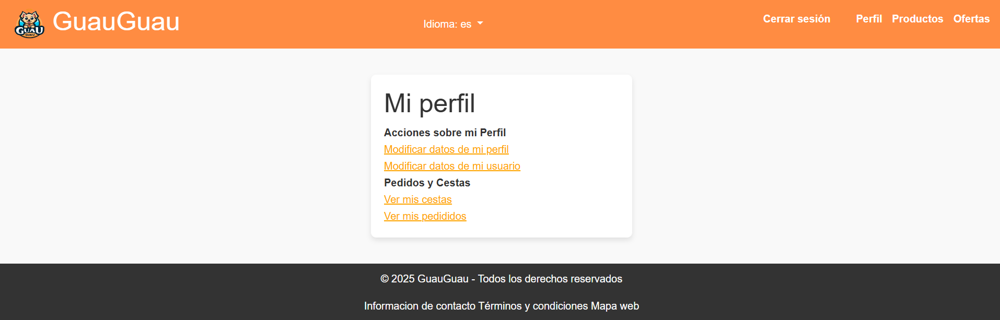 GUAU
GUAU
GuauGuau
Idioma: es
Cerrar sesión
Perfil
Productos
Ofertas
Mi perfil
Acciones sobre mi Perfil
Modificar datos de mi perfil
Modificar datos de mi usuario
Pedidos y Cestas
Ver mis cestas
Ver mis pedididos
© 2025 GuauGuau - Todos los derechos reservados
Informacion de contacto Términos y condiciones Mapa web